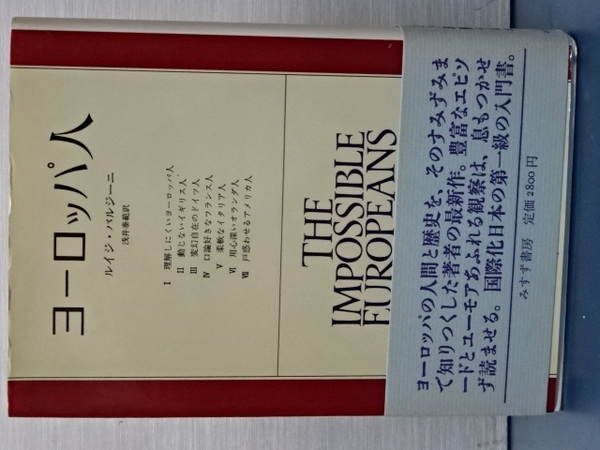 ヨーロッパ人
ルイジ・バルジーニ
浅井泰範訳
I 理解しにくいヨーロッパ人
II 動じないイギリス人
III 変幻自在のドイツ人
IV 口論好きなフランス人
V 柔軟なイタリア人
VI 用心深いオランダ人
VII 戸惑わせるアメリカ人
THE
IMPOSSIBLE
EUROPEANS
ヨーロッパの人間と歴史を、そのすみずみま
で知りつくした著者の最新作。豊富なエピソ
ードとユーモアあふれる観察は、息もつかせ
ず読ませる。国際化日本の第一級の入門書。
みすず書房 定価2800円